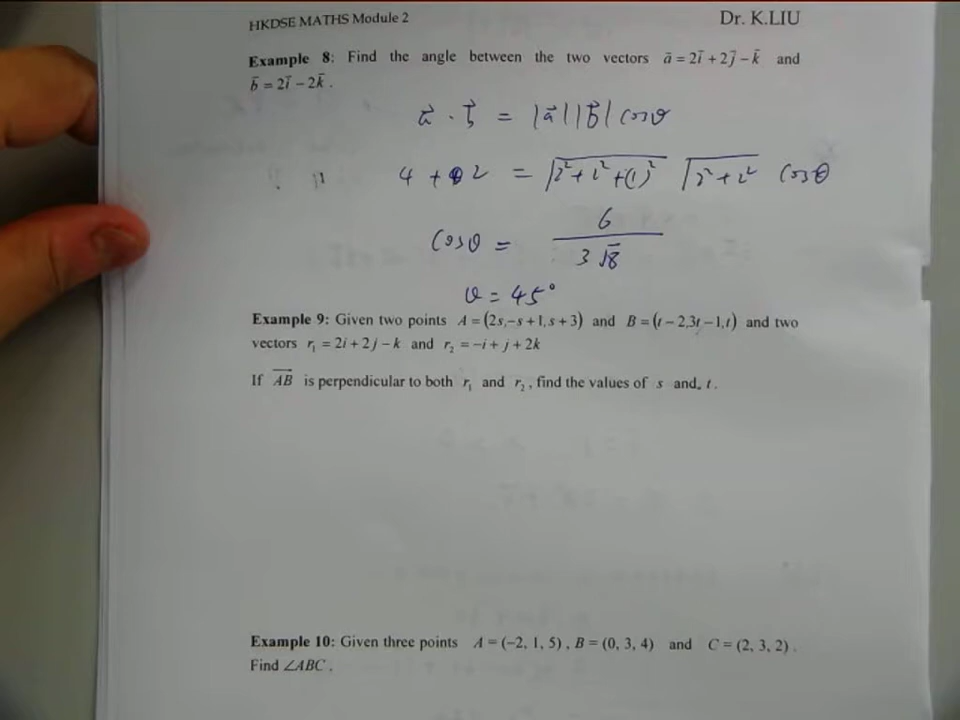 HKDSE MATHS Module 2 Dr. K.LIU
Example 8: Find the angle between the two vectors a⃗ = 2i⃗ + 2j⃗ − k⃗ and
b⃗ = 2i⃗ − 2k⃗ .
a⃗ · b⃗ = |a⃗||b⃗| cosθ
4 + 2 = √(2² + 2² + (1)²) √(2² + 2²) cosθ
cosθ = 6 / 3√8
θ = 45°
Example 9: Given two points A = (2s, −s + 1, s + 3) and B = (t − 2, 3t − 1, t) and two
vectors r₁ = 2i + 2j − k and r₂ = −i + j + 2k
If AB is perpendicular to both r₁ and r₂ , find the values of s and t .
Example 10: Given three points A = (−2, 1, 5) , B = (0, 3, 4) and C = (2, 3, 2) .
Find ∠ABC .